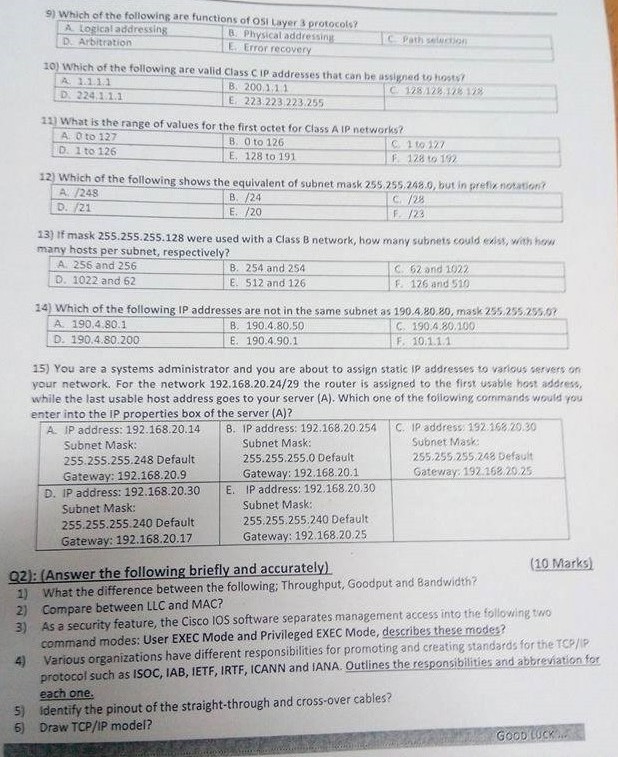 9) Which of the following are functions of OSI Layer 3 protocols?
A. Logical addressing B. Physical addressing C. Path selection
D. Arbitration E. Error recovery
10) Which of the following are valid Class C IP addresses that can be assigned to hosts?
A. 1.1.1.1 B. 200.1.1.1 C. 128.128.128.128
D. 224.1.1.1 E. 223.223.223.255
11) What is the range of values for the first octet for Class A IP networks?
A. 0 to 127 B. 0 to 126 C. 1 to 127
D. 1 to 126 E. 128 to 191 F. 128 to 192
12) Which of the following shows the equivalent of subnet mask 255.255.248.0, but in prefix notation?
A. /248 B. /24 C. /28
D. /21 E. /20 F. /23
13) If mask 255.255.255.128 were used with a Class B network, how many subnets could exist, with how
many hosts per subnet, respectively?
A. 256 and 256 B. 254 and 254 C. 62 and 1022
D. 1022 and 62 E. 512 and 126 F. 126 and 510
14) Which of the following IP addresses are not in the same subnet as 190.4.80.80, mask 255.255.255.0?
A. 190.4.80.1 B. 190.4.80.50 C. 190.4.80.100
D. 190.4.80.200 E. 190.4.90.1 F. 10.1.1.1
15) You are a systems administrator and you are about to assign static IP addresses to various servers on
your network. For the network 192.168.20.24/29 the router is assigned to the first usable host address,
while the last usable host address goes to your server (A). Which one of the following commands would you
enter into the IP properties box of the server (A)?
A. IP address: 192.168.20.14 B. IP address: 192.168.20.254 C. IP address: 192.168.20.30
Subnet Mask: Subnet Mask: Subnet Mask:
255.255.255.248 Default 255.255.255.0 Default 255.255.255.248 Default
Gateway: 192.168.20.9 Gateway: 192.168.20.1 Gateway: 192.168.20.25
D. IP address: 192.168.20.30 E. IP address: 192.168.20.30
Subnet Mask: Subnet Mask:
255.255.255.240 Default 255.255.255.240 Default
Gateway: 192.168.20.17 Gateway: 192.168.20.25
Q2): (Answer the following briefly and accurately) (10 Marks)
1) What the difference between the following; Throughput, Goodput and Bandwidth?
2) Compare between LLC and MAC?
3) As a security feature, the Cisco IOS software separates management access into the following two
command modes: User EXEC Mode and Privileged EXEC Mode, describes these modes?
4) Various organizations have different responsibilities for promoting and creating standards for the TCP/IP
protocol such as ISOC, IAB, IETF, IRTF, ICANN and IANA. Outlines the responsibilities and abbreviation for
each one.
5) Identify the pinout of the straight-through and cross-over cables?
6) Draw TCP/IP model?
GOOD LUCK ...